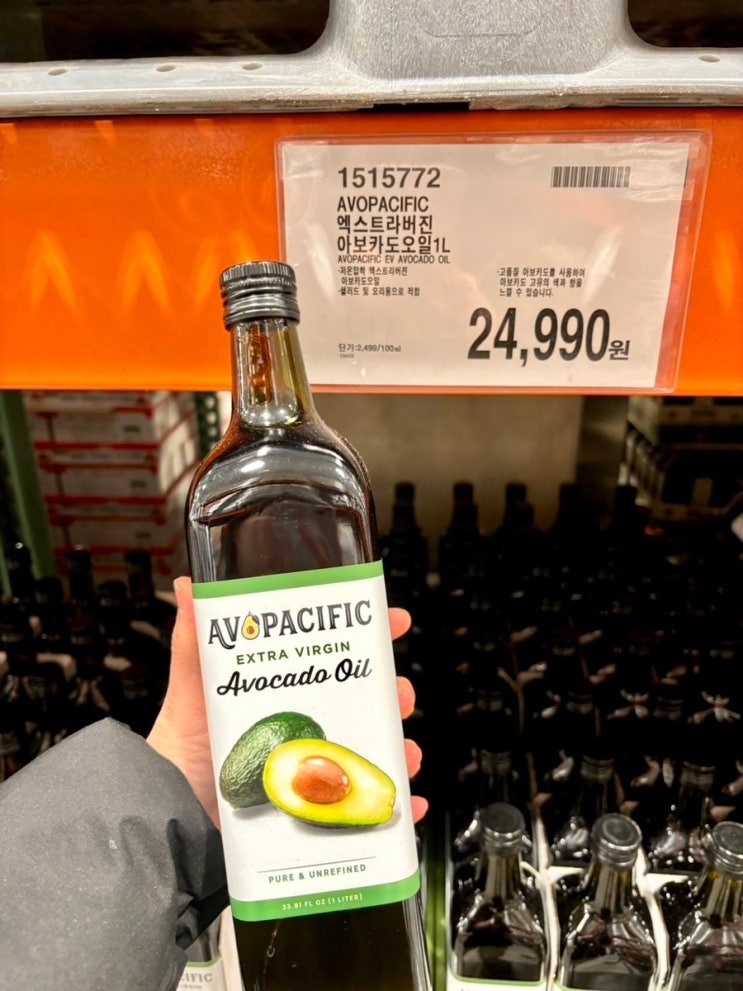 1515772
AVOPACIFIC
엑스트라버진
아보카도오일1L
AVOPACIFIC EV AVOCADO OIL
·저온압착 엑스트라버진
아보카도오일
·샐러드 및 요리용으로 적합
·고품질 아보카도를 사용하여
아보카도 고유의 색과 향을
느낄 수 있습니다.
24,990원
단가:2,499/100㎖
AVOPACIFIC
EXTRA VIRGIN
Avocado Oil
PURE & UNREFINED
33.81 FL OZ (1 LITER)